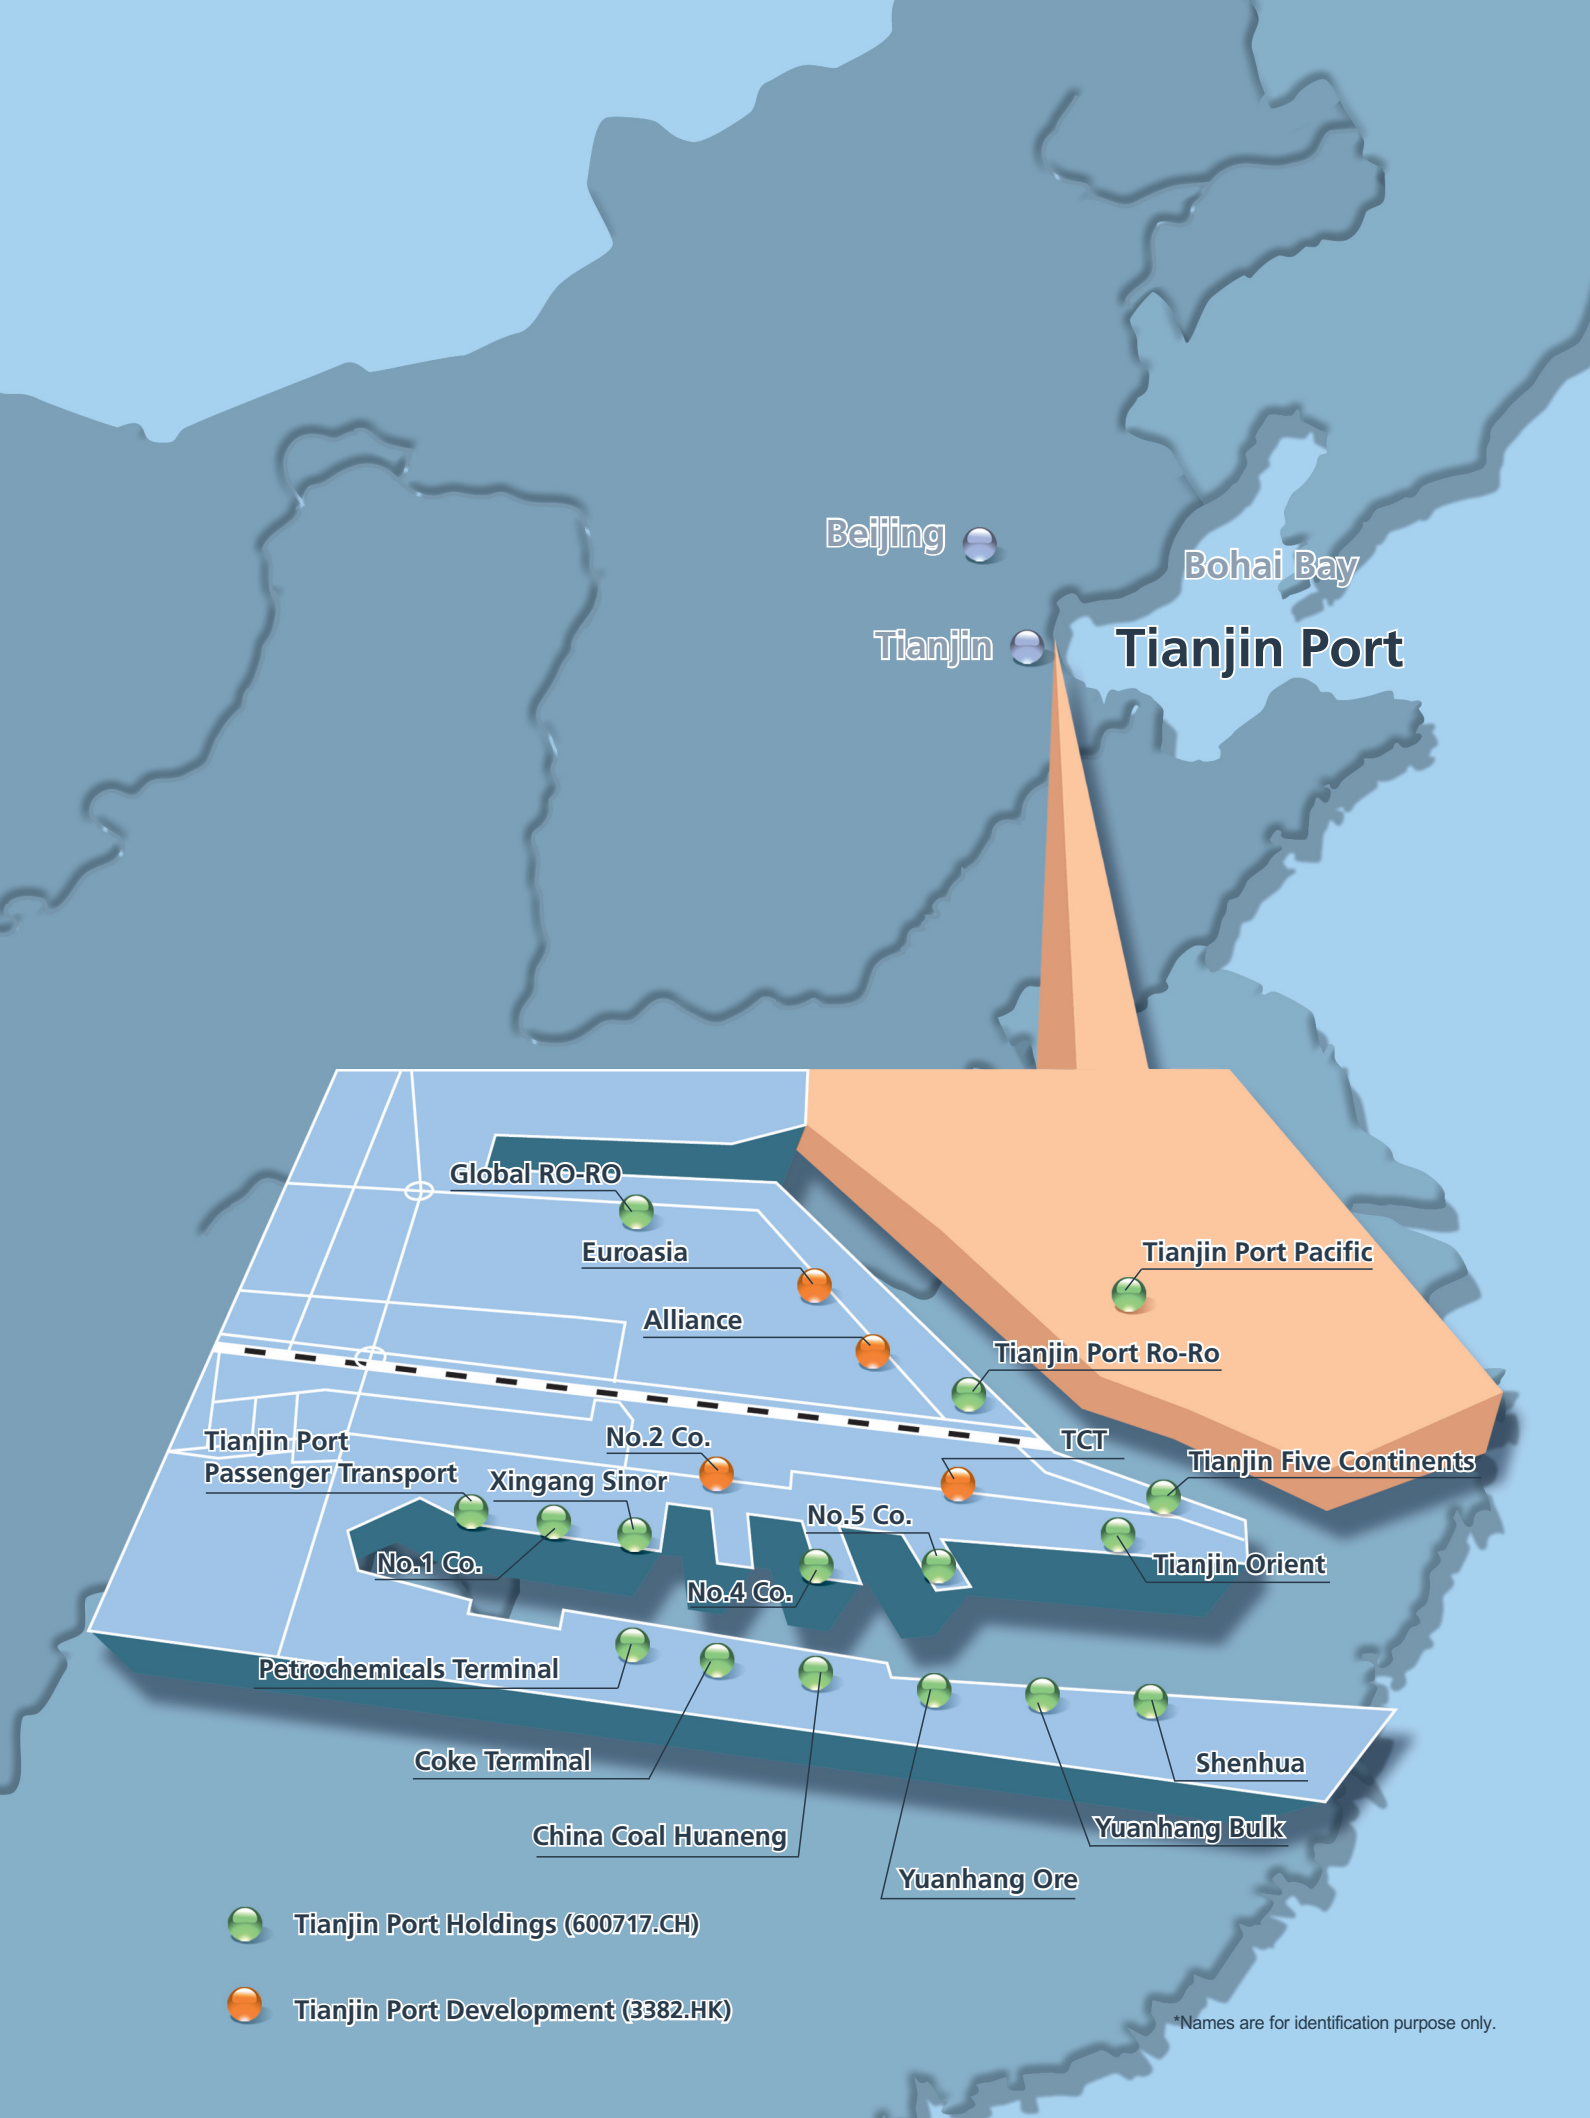 Beijing
Bohai Bay
Tianjin
Tianjin Port
Global RO-RO
Euroasia
Tianjin Port Pacific
Alliance
Tianjin Port Ro-Ro
No.2 Co.
TCT
Tianjin Port
Passenger Transport
Xingang Sinor
Tianjin Five Continents
No.5 Co.
No.1 Co.
Tianjin Orient
No.4 Co.
Petrochemicals Terminal
Coke Terminal
Shenhua
China Coal Huaneng
Yuanhang Bulk
Yuanhang Ore
Tianjin Port Holdings (600717.CH)
Tianjin Port Development (3382.HK)
*Names are for identification purpose only.